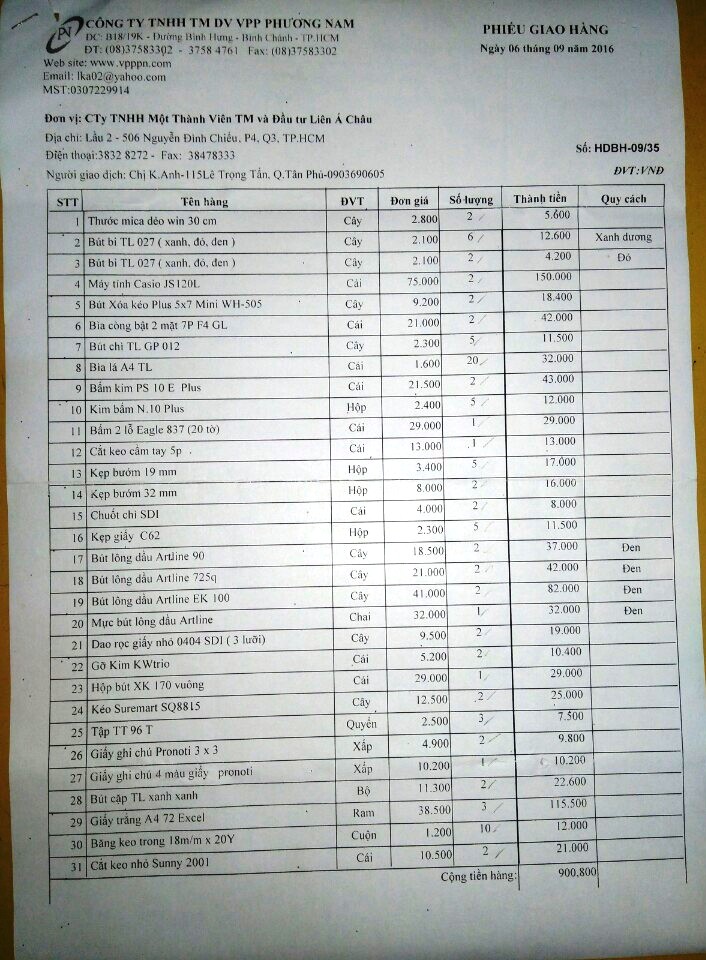 PN
CÔNG TY TNHH TM DV VPP PHƯƠNG NAM
ĐC: B18/19K - Đường Bình Hưng - Bình Chánh - TP.HCM
ĐT: (08)37583302 - 3758 4761 Fax: (08)37583302
Web site: www.vpppn.com
Email: lka02@yahoo.com
MST:0307229914
PHIẾU GIAO HÀNG
Ngày 06 tháng 09 năm 2016
Đơn vị: CTy TNHH Một Thành Viên TM và Đầu tư Liên Á Châu
Địa chỉ: Lầu 2 - 506 Nguyễn Đình Chiểu, P4, Q3, TP.HCM
Điện thoại:3832 8272 - Fax: 38478333
Số: HDBH-09/35
Người giao dịch: Chị K.Anh-115Lê Trọng Tấn, Q.Tân Phú-0903690605
ĐVT:VNĐ
STT Tên hàng ĐVT Đơn giá Số lượng Thành tiền Quy cách
1 Thước mica dẻo win 30 cm Cây 2.800 2 5.600
2 Bút bi TL 027 ( xanh, đỏ, đen ) Cây 2.100 6 12.600 Xanh dương
3 Bút bi TL 027 ( xanh, đỏ, đen ) Cây 2.100 2 4.200 Đỏ
4 Máy tính Casio JS120L Cái 75.000 2 150.000
5 Bút Xóa kéo Plus 5x7 Mini WH-505 Cây 9.200 2 18.400
6 Bìa còng bật 2 mặt 7P F4 GL Cái 21.000 2 42.000
7 Bút chì TL GP 012 Cây 2.300 5 11.500
8 Bìa lá A4 TL Cái 1.600 20 32.000
9 Bấm kim PS 10 E Plus Cái 21.500 2 43.000
10 Kim bấm N.10 Plus Hộp 2.400 5 12.000
11 Bấm 2 lỗ Eagle 837 (20 tờ) Cái 29.000 1 29.000
12 Cắt keo cầm tay 5p Cái 13.000 1 13.000
13 Kẹp bướm 19 mm Hộp 3.400 5 17.000
14 Kẹp bướm 32 mm Hộp 8.000 2 16.000
15 Chuốt chì SDI Cái 4.000 2 8.000
16 Kẹp giấy C62 Hộp 2.300 5 11.500
17 Bút lông dầu Artline 90 Cây 18.500 2 37.000 Đen
18 Bút lông dầu Artline 725q Cây 21.000 2 42.000 Đen
19 Bút lông dầu Artline EK 100 Cây 41.000 2 82.000 Đen
20 Mực bút lông dầu Artline Chai 32.000 1 32.000 Đen
21 Dao rọc giấy nhỏ 0404 SDI ( 3 lưỡi) Cây 9.500 2 19.000
22 Gỡ Kim KWtrio Cái 5.200 2 10.400
23 Hộp bút XK 170 vuông Cái 29.000 1 29.000
24 Kéo Suremart SQ8815 Cây 12.500 2 25.000
25 Tập TT 96 T Quyển 2.500 3 7.500
26 Giấy ghi chú Pronoti 3 x 3 Xấp 4.900 2 9.800
27 Giấy ghi chú 4 màu giấy pronoti Xấp 10.200 1 10.200
28 Bút cặp TL xanh xanh Bộ 11.300 2 22.600
29 Giấy trắng A4 72 Excel Ram 38.500 3 115.500
30 Băng keo trong 18m/m x 20Y Cuộn 1.200 10 12.000
31 Cắt keo nhỏ Sunny 2001 Cái 10.500 2 21.000
Cộng tiền hàng: 900.800